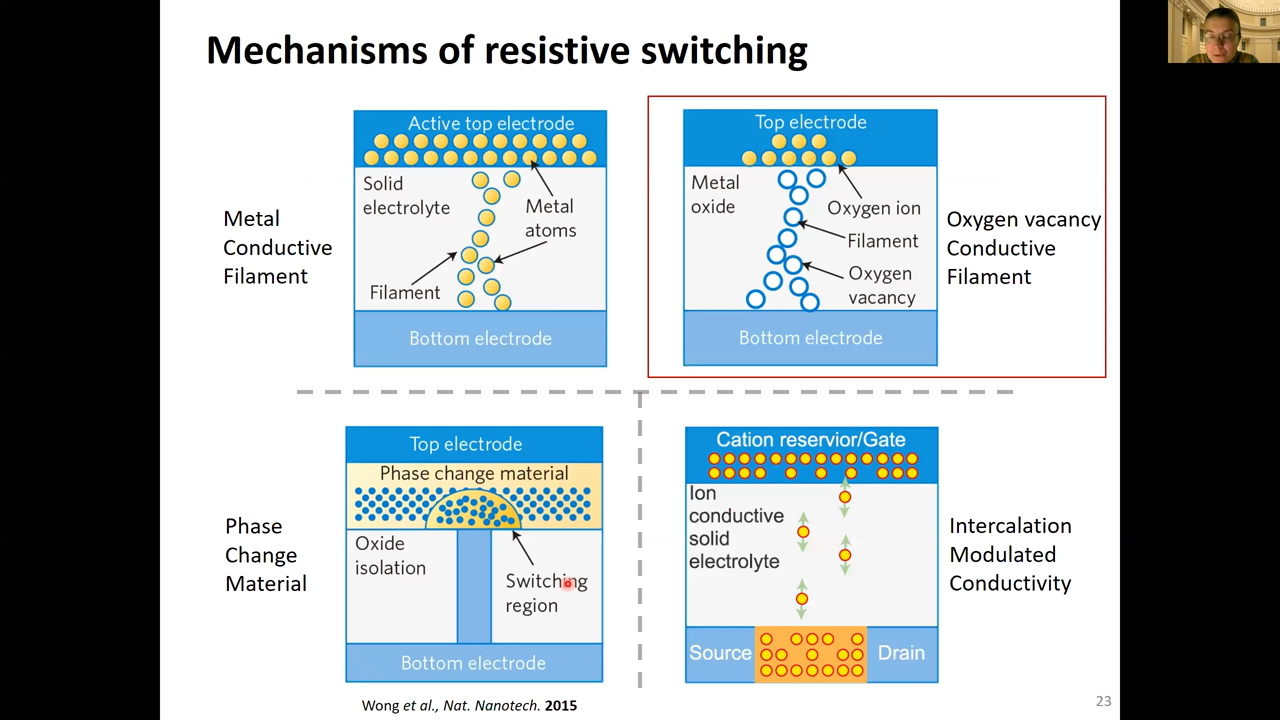 Mechanisms of resistive switching
Metal
Conductive
Filament
Active top electrode
Solid
electrolyte
Metal
atoms
Filament
Bottom electrode
Top electrode
Metal
oxide
Oxygen ion
Filament
Oxygen
vacancy
Bottom electrode
Oxygen vacancy
Conductive
Filament
Phase
Change
Material
Top electrode
Phase change material
Oxide
isolation
Switching
region
Bottom electrode
Cation reservior/Gate
Ion
conductive
solid
electrolyte
Source
Drain
Intercalation
Modulated
Conductivity
Wong et al., Nat. Nanotech. 2015
23